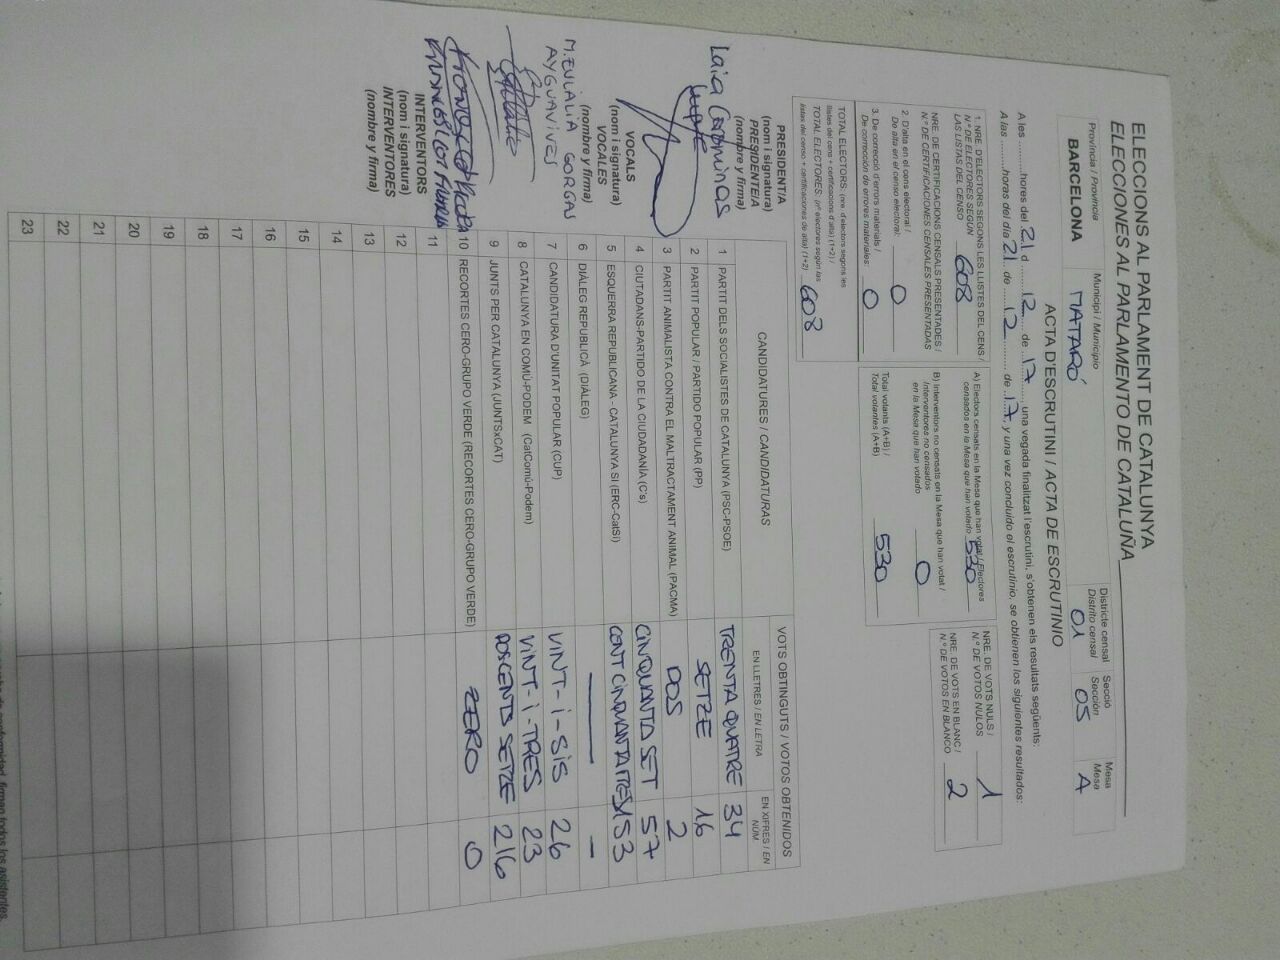 ELECCIONS AL PARLAMENT DE CATALUNYA
ELECCIONES AL PARLAMENTO DE CATALUÑA
Província / Provincia
BARCELONA
Municipi / Municipio
MATARÓ
Districte censal
Distrito censal
01
Secció
Sección
05
Mesa
Mesa
A
ACTA D'ESCRUTINI / ACTA DE ESCRUTINIO
A les ..........hores del 21 d 12 de 17, una vegada finalitzat l'escrutini, s'obtenen els resultats següents:
A las ..........horas del día 21 de 12 de 17, y una vez concluido el escrutinio, se obtienen los siguientes resultados:
1. NRE. D'ELECTORS SEGONS LES LLISTES DEL CENS /
N.º DE ELECTORES SEGÚN
LAS LISTAS DEL CENSO 608
NRE. DE CERTIFICACIONS CENSALS PRESENTADES /
N.º DE CERTIFICACIONES CENSALES PRESENTADAS
2. D'alta en el cens electoral /
De alta en el censo electoral: 0
3. De correcció d'errors materials /
De corrección de errores materiales: 0
TOTAL ELECTORS: (nre. d'electors segons les
llistes del cens + certificacions d'alta) (1+2) /
TOTAL ELECTORES: (nº electores según las
listas del censo + certificaciones de alta) (1+2) 608
A) Electors censats en la Mesa que han votat / Electores
censados en la Mesa que han votado 530
B) Interventors no censats en la Mesa que han votat /
Interventores no censados
en la Mesa que han votado 0
Total votants (A+B) /
Total votantes (A+B) 530
NRE. DE VOTS NULS /
N.º DE VOTOS NULOS 1
NRE. DE VOTS EN BLANC /
N.º DE VOTOS EN BLANCO 2
CANDIDATURES / CANDIDATURAS
VOTS OBTINGUTS / VOTOS OBTENIDOS
EN LLETRES / EN LETRA
EN XIFRES / EN NÚM.
1 PARTIT DELS SOCIALISTES DE CATALUNYA (PSC-PSOE) TRENTA QUATRE 34
2 PARTIT POPULAR / PARTIDO POPULAR (PP) SETZE 16
3 PARTIT ANIMALISTA CONTRA EL MALTRACTAMENT ANIMAL (PACMA) DOS 2
4 CIUTADANS-PARTIDO DE LA CIUDADANÍA (C's) CINQUANTA SET 57
5 ESQUERRA REPUBLICANA - CATALUNYA SI (ERC-CatSí) CENT CINQUANTA TRES 153
6 DIÀLEG REPUBLICÀ (DIÀLEG) — -
7 CANDIDATURA D'UNITAT POPULAR (CUP) VINT-i-SIS 26
8 CATALUNYA EN COMÚ-PODEM (CatComú-Podem) VINT-i-TRES 23
9 JUNTS PER CATALUNYA (JUNTSxCAT) DOSCENTS SETZE 216
10 RECORTES CERO-GRUPO VERDE (RECORTES CERO-GRUPO VERDE) ZERO 0
11
12
13
14
15
16
17
18
19
20
21
22
23
PRESIDENT/A
(nom i signatura)
PRESIDENTE/A
(nombre y firma)
Laia Corominas
VOCALS
(nom i signatura)
VOCALES
(nombre y firma)
M. EULÀLIA GORGAS
AYGUAVIVES
INTERVENTORS
(nom i signatura)
INTERVENTORES
(nombre y firma)
de conformidad, firman todos los asistentes.